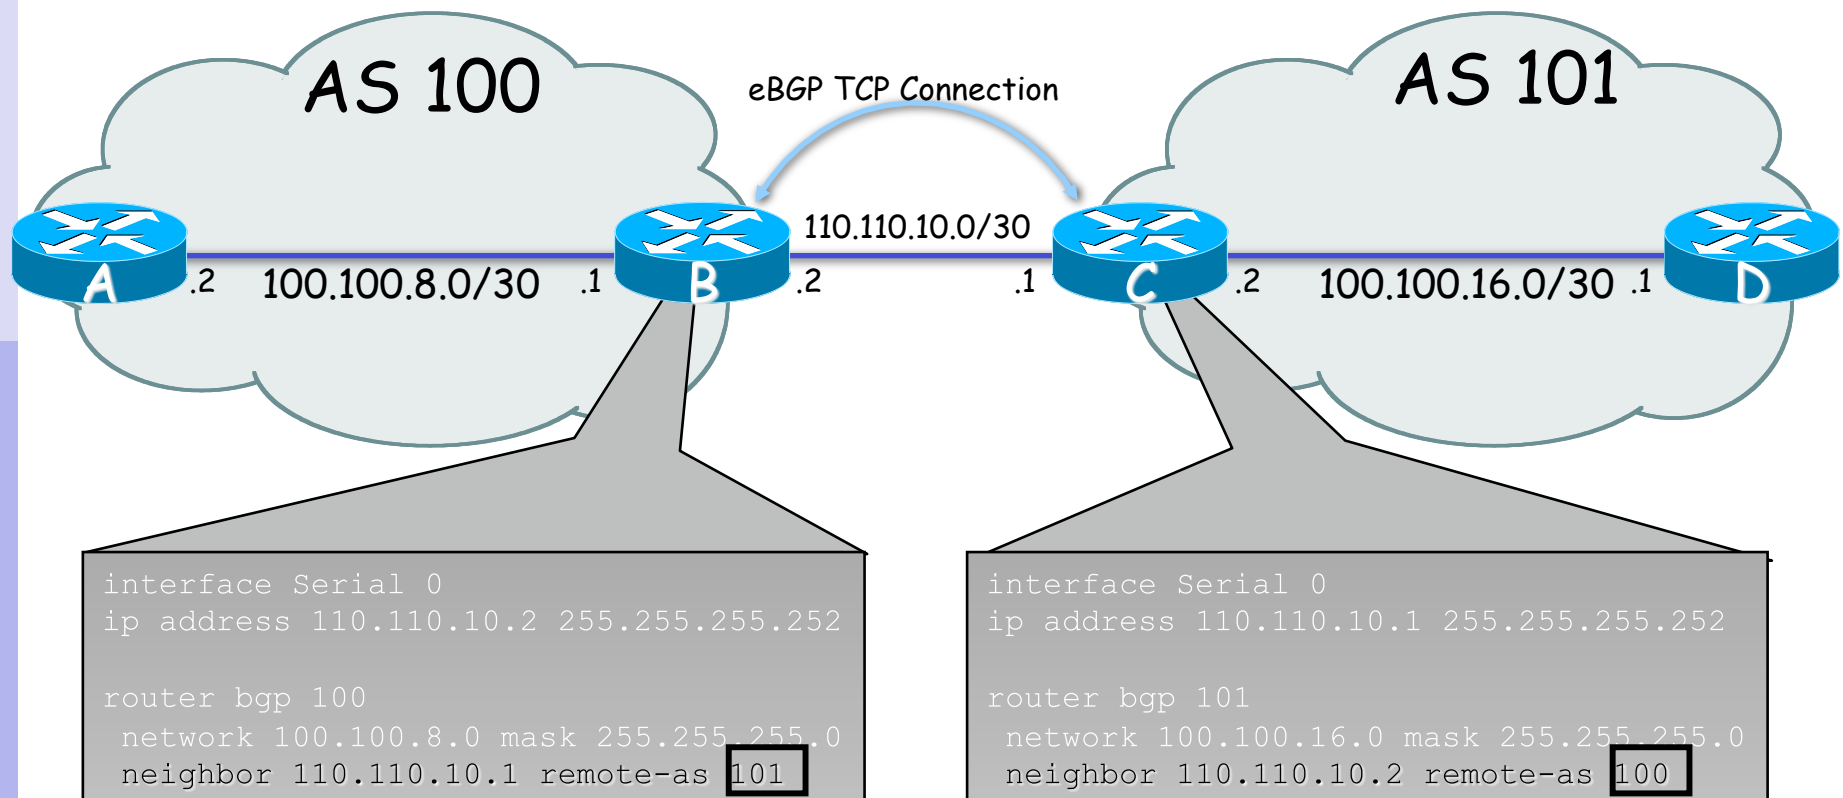 AS 100
AS 101
eBGP TCP Connection
110.110.10.0/30
A
.2
100.100.8.0/30
.1
B
.2
.1
C
.2
100.100.16.0/30
.1
D
interface Serial 0
ip address 110.110.10.2 255.255.255.252
router bgp 100
network 100.100.8.0 mask 255.255.255.0
neighbor 110.110.10.1 remote-as 101
interface Serial 0
ip address 110.110.10.1 255.255.255.252
router bgp 101
network 100.100.16.0 mask 255.255.255.0
neighbor 110.110.10.2 remote-as 100